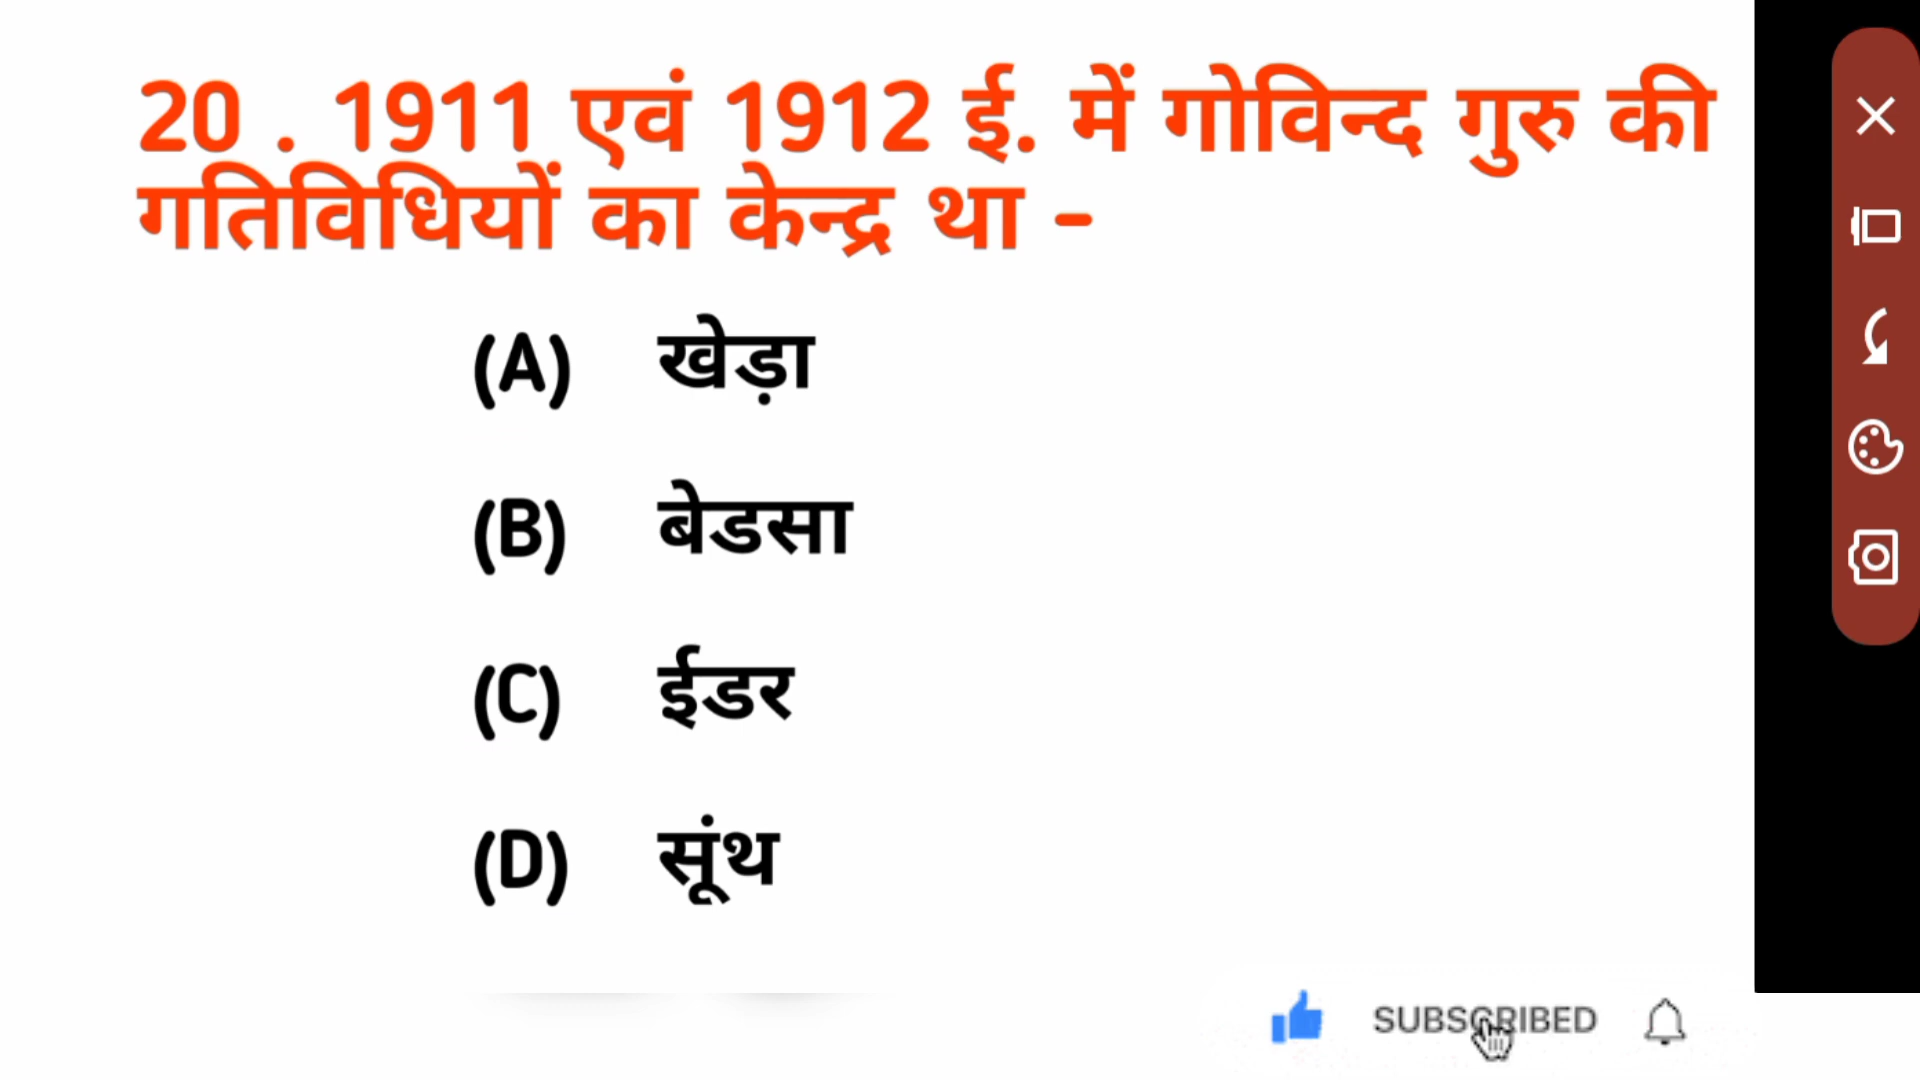 20 . 1911 एवं 1912 ई. में गोविन्द गुरु की
गतिविधियों का केन्द्र था -
(A) खेड़ा
(B) बेडसा
(C) ईडर
(D) सूंथ
SUBSCRIBED